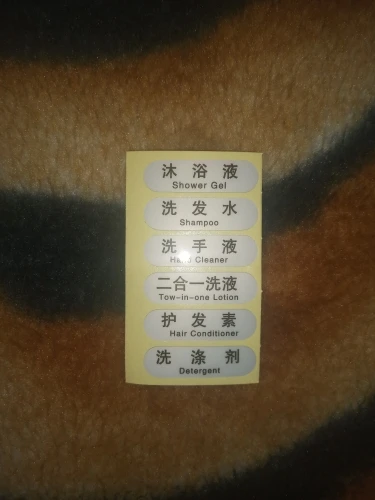 沐浴液
Shower Gel
洗发水
Shampoo
洗手液
Hand Cleaner
二合一洗液
Tow-in-one Lotion
护发素
Hair Conditioner
洗涤剂
Detergent